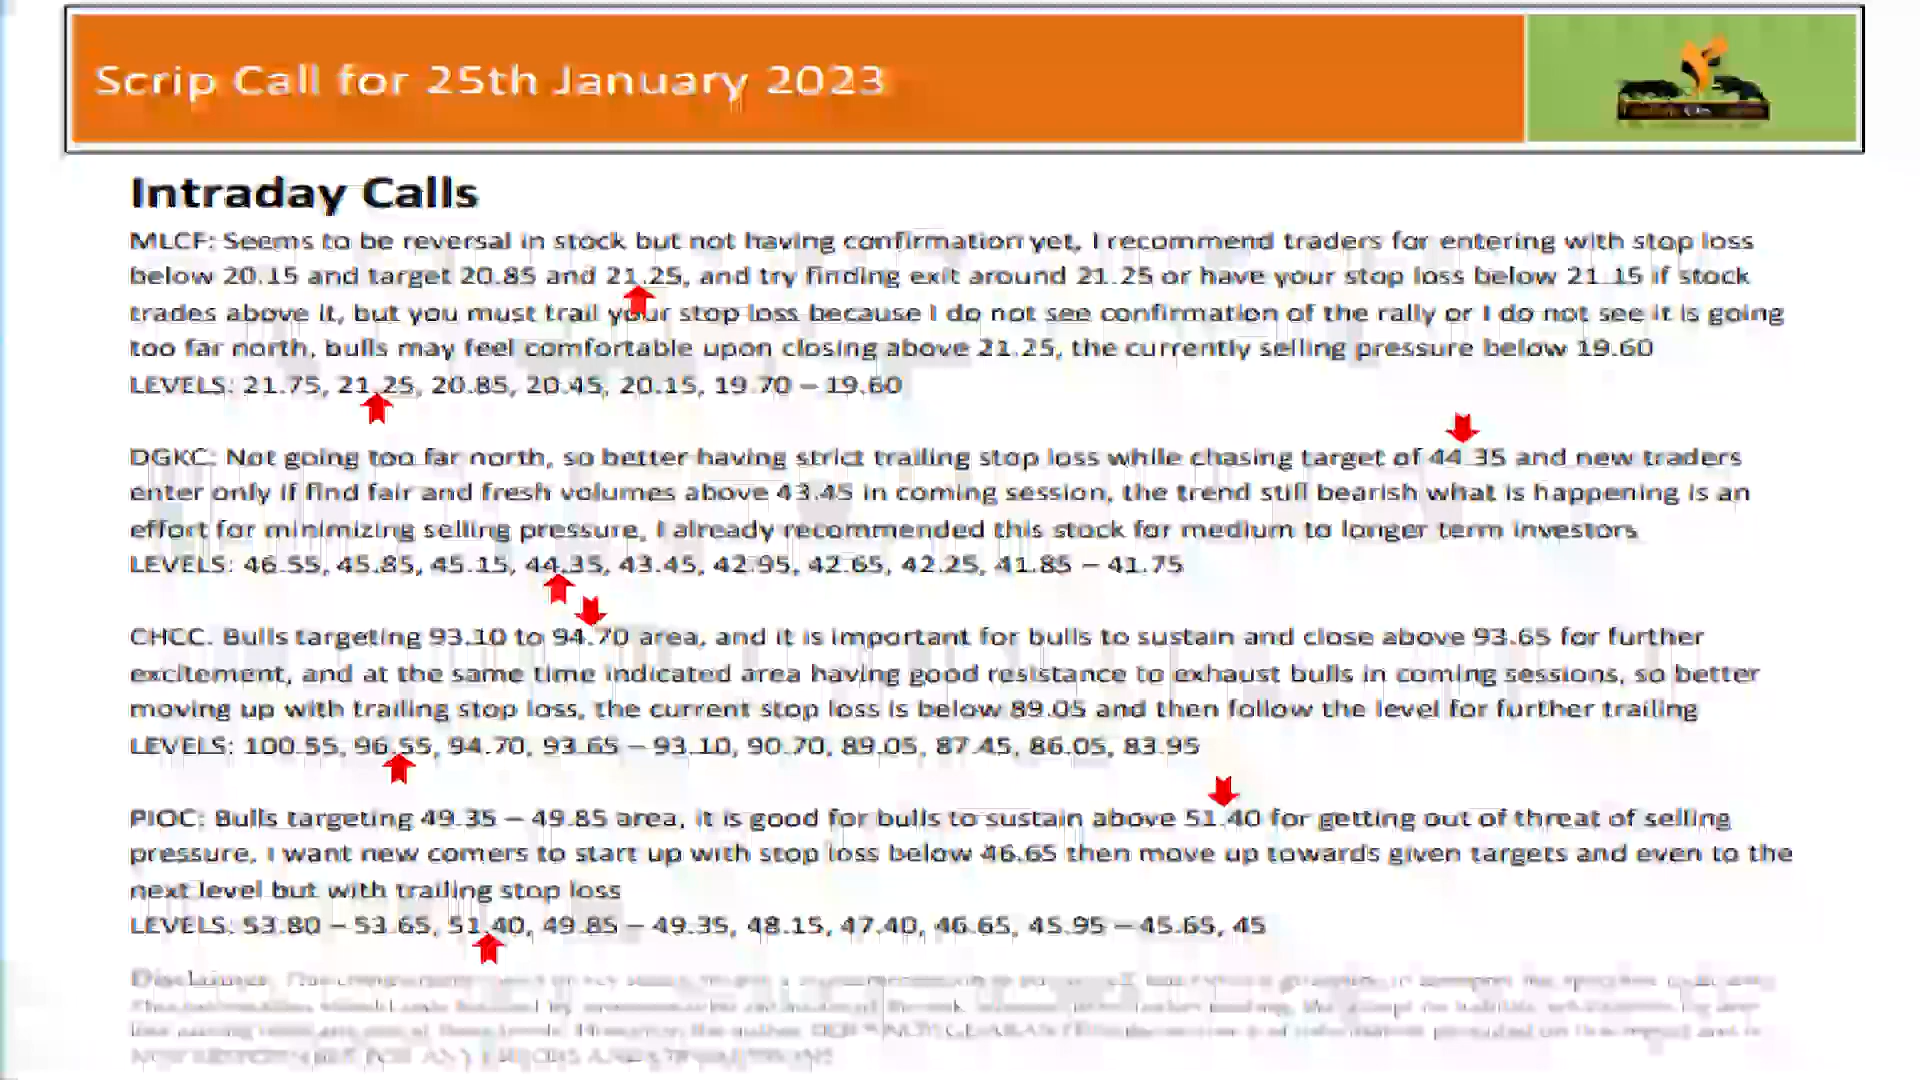 Scrip Call for 25th January 2023
Intraday Calls
MLCF: Seems to be reversal in stock but not having confirmation yet, I recommend traders for entering with stop loss
below 20.15 and target 20.85 and 21.25, and try finding exit around 21.25 or have your stop loss below 21.15 if stock
trades above it, but you must trail your stop loss because I do not see confirmation of the rally or I do not see it is going
too far north, bulls may feel comfortable upon closing above 21.25, the currently selling pressure below 19.60
LEVELS: 21.75, 21.25, 20.85, 20.45, 20.15, 19.70 – 19.60
DGKC: Not going too far north, so better having strict trailing stop loss while chasing target of 44.35 and new traders
enter only if find fair and fresh volumes above 43.45 in coming session, the trend still bearish what is happening is an
effort for minimizing selling pressure, I already recommended this stock for medium to longer term investors
LEVELS: 46.55, 45.85, 45.15, 44.35, 43.45, 42.95, 42.65, 42.25, 41.85 – 41.75
CHCC: Bulls targeting 93.10 to 94.70 area, and it is important for bulls to sustain and close above 93.65 for further
excitement, and at the same time indicated area having good resistance to exhaust bulls in coming sessions, so better
moving up with trailing stop loss, the current stop loss is below 89.05 and then follow the level for further trailing
LEVELS: 100.55, 96.55, 94.70, 93.65 – 93.10, 90.70, 89.05, 87.45, 86.05, 83.95
PIOC: Bulls targeting 49.35 – 49.85 area, it is good for bulls to sustain above 51.40 for getting out of threat of selling
pressure, I want new comers to start up with stop loss below 46.65 then move up towards given targets and even to the
next level but with trailing stop loss
LEVELS: 53.80 – 53.65, 51.40, 49.85 – 49.35, 48.15, 47.40, 46.65, 45.95 – 45.65, 45
Disclaimer